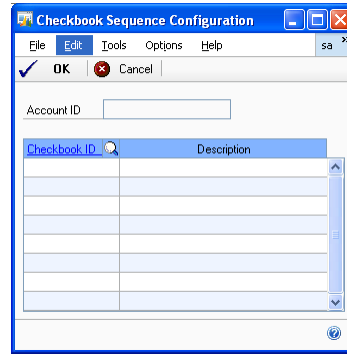 Checkbook Sequence Configuration
File Edit Tools Options Help sa »
OK Cancel
Account ID
Checkbook ID Description